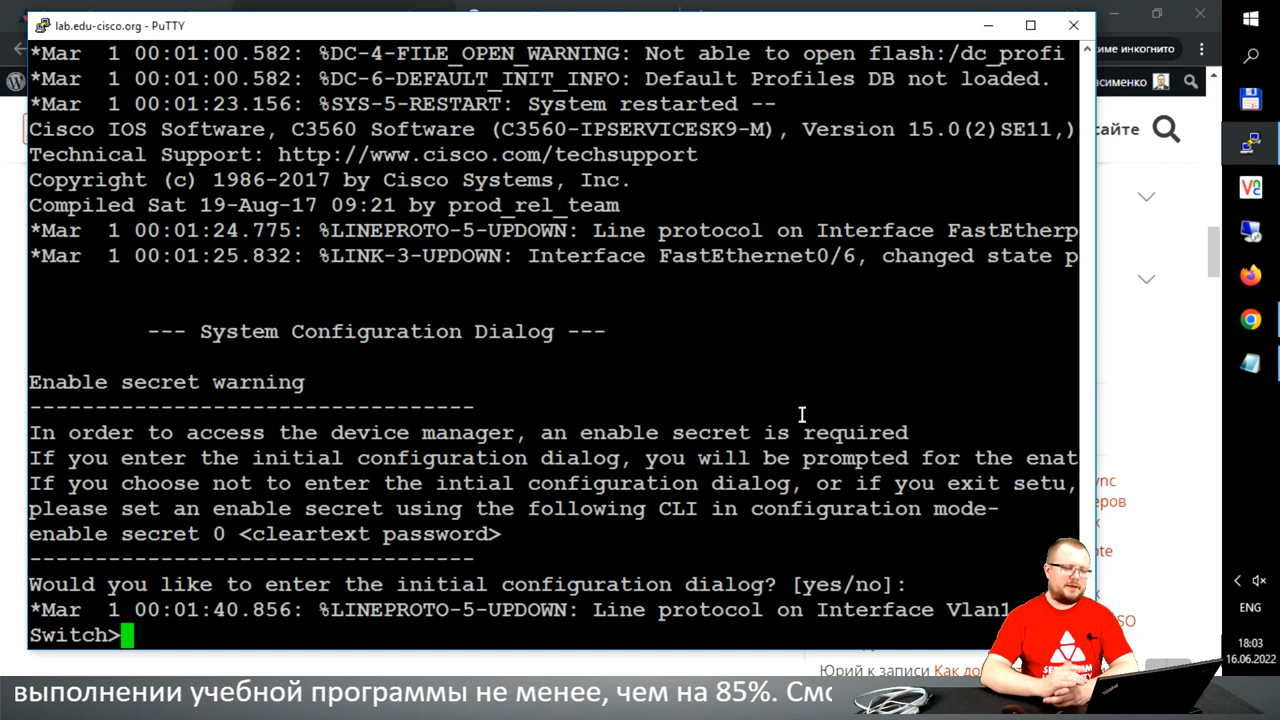 lab.edu-cisco.org - PuTTY
*Mar  1 00:01:00.582: %DC-4-FILE_OPEN_WARNING: Not able to open flash:/dc_profi
*Mar  1 00:01:00.582: %DC-6-DEFAULT_INIT_INFO: Default Profiles DB not loaded.
*Mar  1 00:01:23.156: %SYS-5-RESTART: System restarted --
Cisco IOS Software, C3560 Software (C3560-IPSERVICESK9-M), Version 15.0(2)SE11,)
Technical Support: http://www.cisco.com/techsupport
Copyright (c) 1986-2017 by Cisco Systems, Inc.
Compiled Sat 19-Aug-17 09:21 by prod_rel_team
*Mar  1 00:01:24.775: %LINEPROTO-5-UPDOWN: Line protocol on Interface FastEtherp
*Mar  1 00:01:25.832: %LINK-3-UPDOWN: Interface FastEthernet0/6, changed state p
--- System Configuration Dialog ---
Enable secret warning
----------------------------------
In order to access the device manager, an enable secret is required
If you enter the initial configuration dialog, you will be prompted for the enat
If you choose not to enter the intial configuration dialog, or if you exit setu,
please set an enable secret using the following CLI in configuration mode-
enable secret 0 <cleartext password>
----------------------------------
Would you like to enter the initial configuration dialog? [yes/no]:
*Mar  1 00:01:40.856: %LINEPROTO-5-UPDOWN: Line protocol on Interface Vlan1
Switch>
ENG
18:03
16.06.2022
Юрий к записи Как до
выполнении учебной программы не менее, чем на 85%. Смо